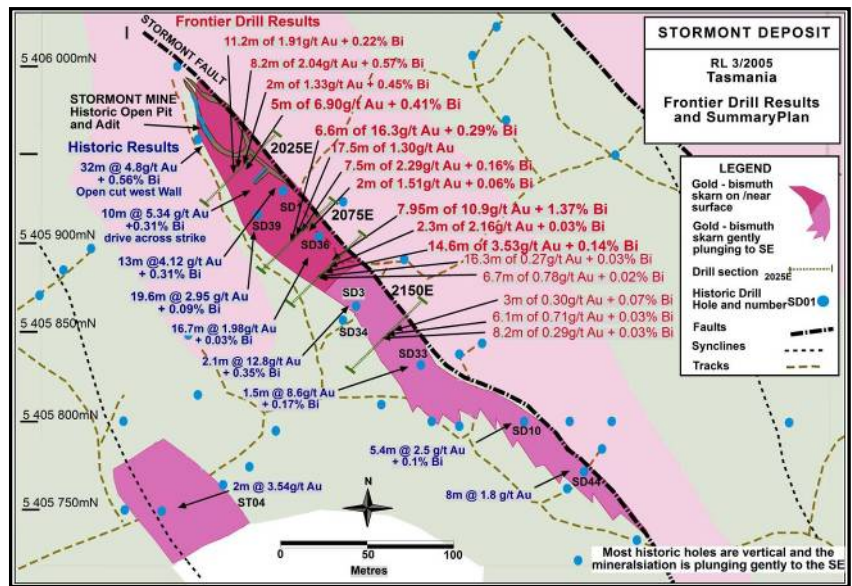 Frontier Drill Results
11.2m of 1.91g/t Au + 0.22% Bi
8.2m of 2.04g/t Au + 0.57% Bi
2m of 1.33g/t Au + 0.45% Bi
5m of 6.90g/t Au + 0.41% Bi
6.6m of 16.3g/t Au + 0.29% Bi
17.5m of 1.30g/t Au
7.5m of 2.29g/t Au + 0.16% Bi
2m of 1.51g/t Au + 0.06% Bi
7.95m of 10.9g/t Au + 1.37% Bi
2.3m of 2.16g/t Au + 0.03% Bi
14.6m of 3.53g/t Au + 0.14% Bi
16.3m of 0.27g/t Au + 0.03% Bi
6.7m of 0.78g/t Au + 0.02% Bi
3m of 0.30g/t Au + 0.07% Bi
6.1m of 0.71g/t Au + 0.03% Bi
8.2m of 0.29g/t Au + 0.03% Bi
STORMONT FAULT
STORMONT MINE
Historic Open Pit
and Adit
Historic Results
32m @ 4.8g/t Au
+ 0.56% Bi
Open cut west Wall
10m @ 5.34 g/t Au
+0.31% Bi
drive across strike
13m @4.12 g/t Au
+ 0.31% Bi
19.6m @ 2.95 g/t Au
+ 0.09% Bi
16.7m @ 1.98g/t Au
+ 0.03% Bi
2.1m @ 12.8g/t Au
+ 0.35% Bi
1.5m @ 8.6g/t Au
+ 0.17% Bi
5.4m @ 2.5 g/t Au
+ 0.1% Bi
8m @ 1.8 g/t Au
2m @ 3.54g/t Au
2025E
2075E
2150E
SD1
SD39
SD36
SD3
SD34
SD33
SD10
SD44
ST04
5 406 000mN
5 405 900mN
5 405 850mN
5 405 800mN
5 405 750mN
N
0 50 100
Metres
STORMONT DEPOSIT
RL 3/2005
Tasmania
Frontier Drill Results
and SummaryPlan
LEGEND
Gold - bismuth
skarn on /near
surface
Gold - bismuth
skarn gently
plunging to SE
Drill section 2025E
Historic Drill
Hole and number SD01
Faults
Synclines
Tracks
Most historic holes are vertical and the
mineralsiation is plunging gently to the SE